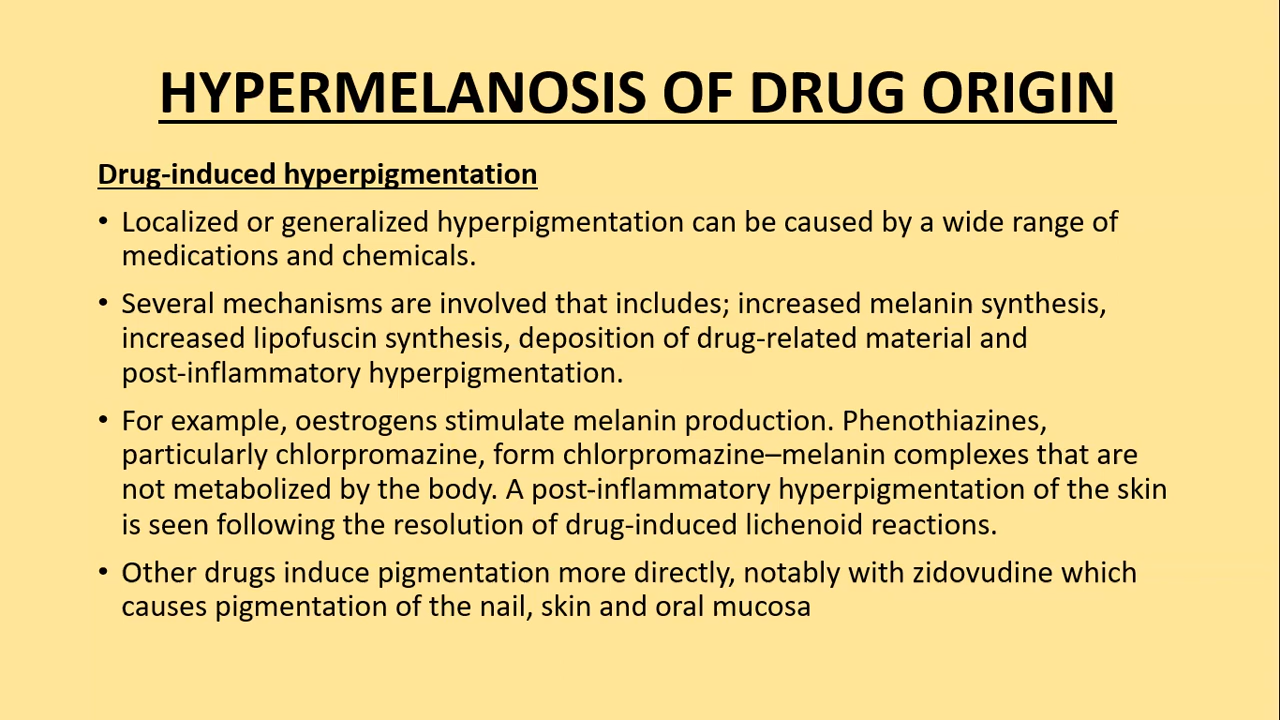 HYPERMELANOSIS OF DRUG ORIGIN
Drug-induced hyperpigmentation
• Localized or generalized hyperpigmentation can be caused by a wide range of
medications and chemicals.
• Several mechanisms are involved that includes; increased melanin synthesis,
increased lipofuscin synthesis, deposition of drug-related material and
post-inflammatory hyperpigmentation.
• For example, oestrogens stimulate melanin production. Phenothiazines,
particularly chlorpromazine, form chlorpromazine–melanin complexes that are
not metabolized by the body. A post-inflammatory hyperpigmentation of the skin
is seen following the resolution of drug-induced lichenoid reactions.
• Other drugs induce pigmentation more directly, notably with zidovudine which
causes pigmentation of the nail, skin and oral mucosa